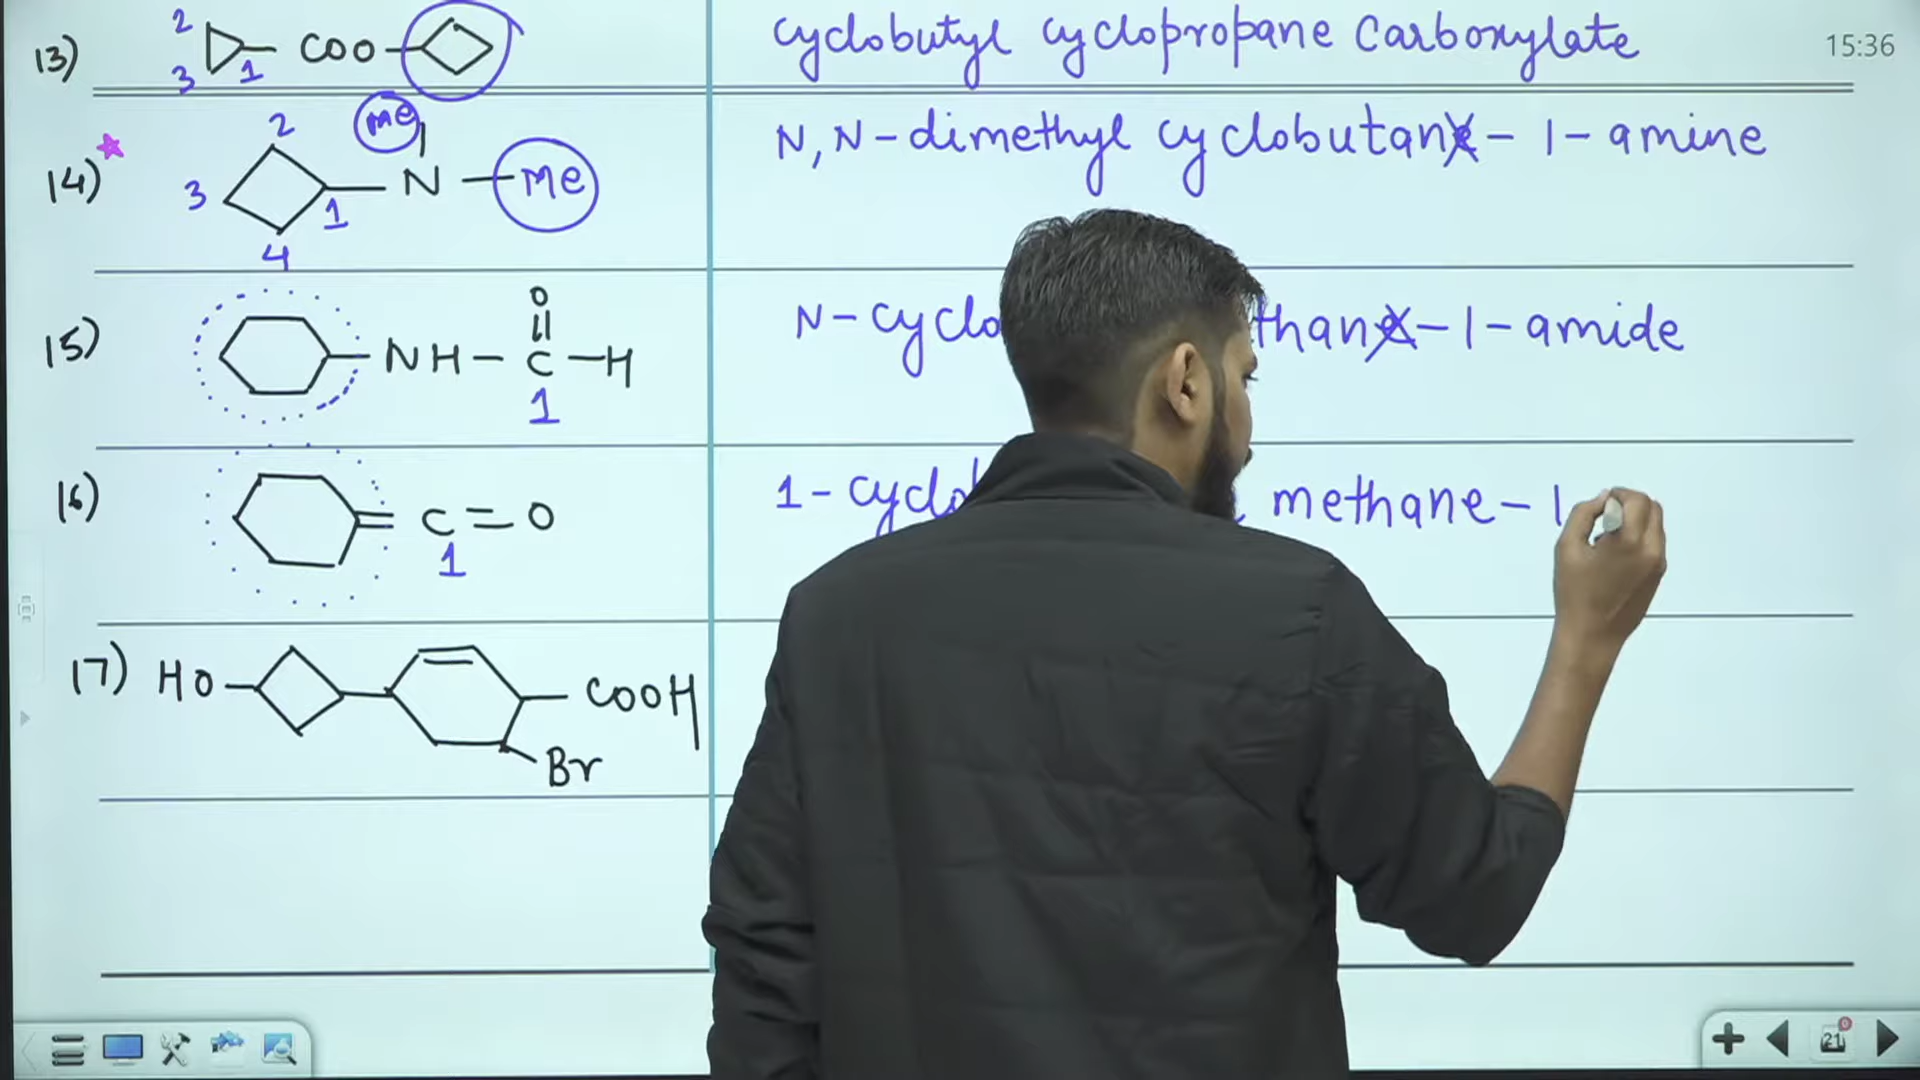 13) 2 3 1 COO cyclobutyl cyclopropane Carboxylate 15:36
14) 2 3 1 4 Me N Me N, N-dimethyl cyclobutane - 1 - amine
15) NH - C - H O 1 N-cyclo thane - 1 - amide
16) C = O 1 1 - cyclo methane - 1
17) HO COOH Br
21 0